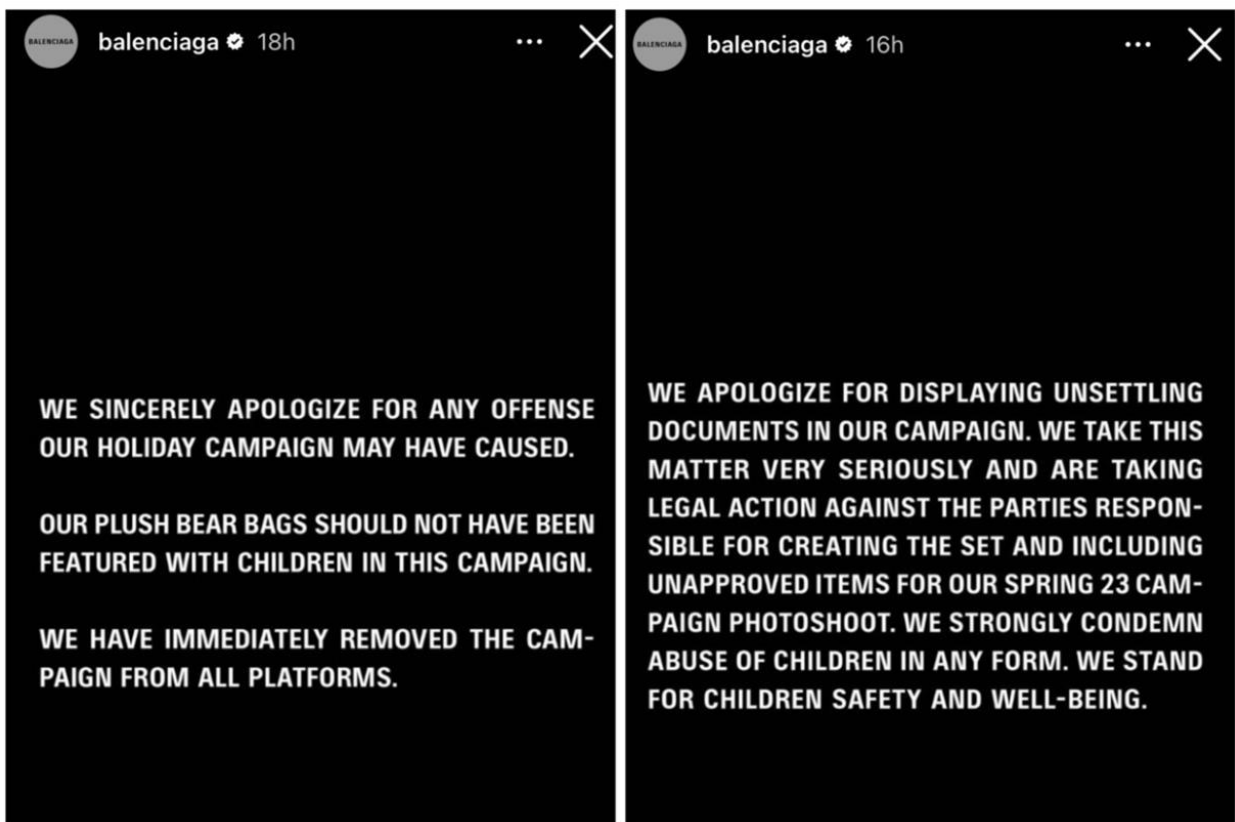 BALENCIAGA
balenciaga 18h
WE SINCERELY APOLOGIZE FOR ANY OFFENSE
OUR HOLIDAY CAMPAIGN MAY HAVE CAUSED.
OUR PLUSH BEAR BAGS SHOULD NOT HAVE BEEN
FEATURED WITH CHILDREN IN THIS CAMPAIGN.
WE HAVE IMMEDIATELY REMOVED THE CAM-
PAIGN FROM ALL PLATFORMS.
BALENCIAGA
balenciaga 16h
WE APOLOGIZE FOR DISPLAYING UNSETTLING
DOCUMENTS IN OUR CAMPAIGN. WE TAKE THIS
MATTER VERY SERIOUSLY AND ARE TAKING
LEGAL ACTION AGAINST THE PARTIES RESPON-
SIBLE FOR CREATING THE SET AND INCLUDING
UNAPPROVED ITEMS FOR OUR SPRING 23 CAM-
PAIGN PHOTOSHOOT. WE STRONGLY CONDEMN
ABUSE OF CHILDREN IN ANY FORM. WE STAND
FOR CHILDREN SAFETY AND WELL-BEING.